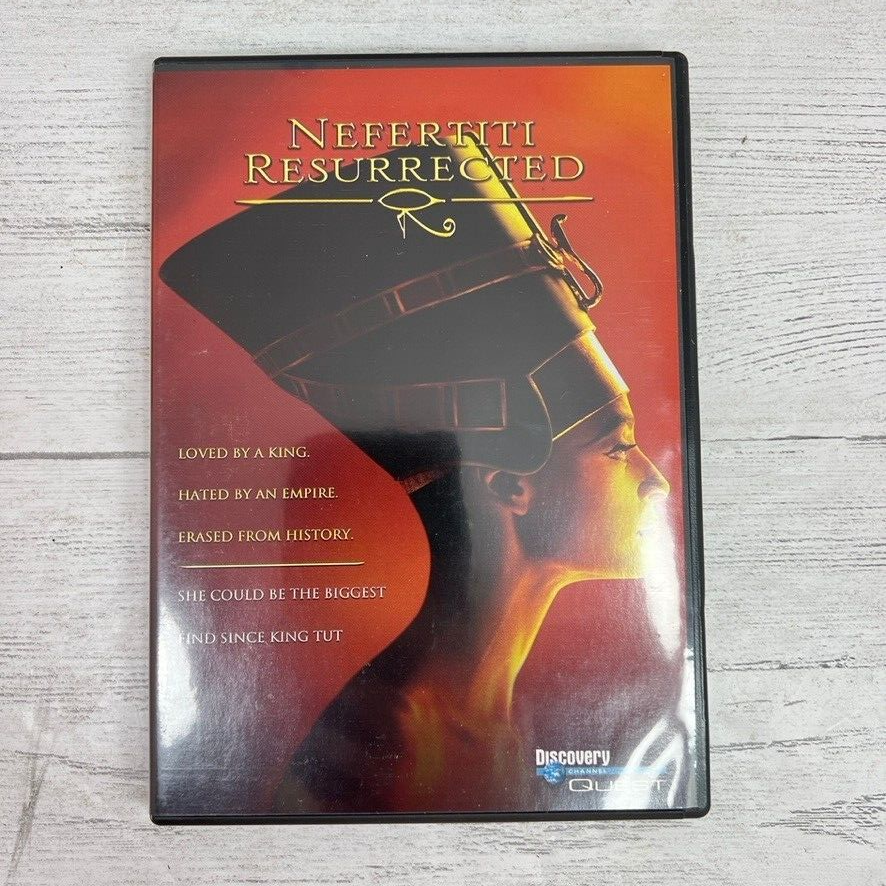 NEFERTITI
RESURRECTED
LOVED BY A KING.
HATED BY AN EMPIRE.
ERASED FROM HISTORY.
SHE COULD BE THE BIGGEST
FIND SINCE KING TUT
Discovery
CHANNEL
QUEST